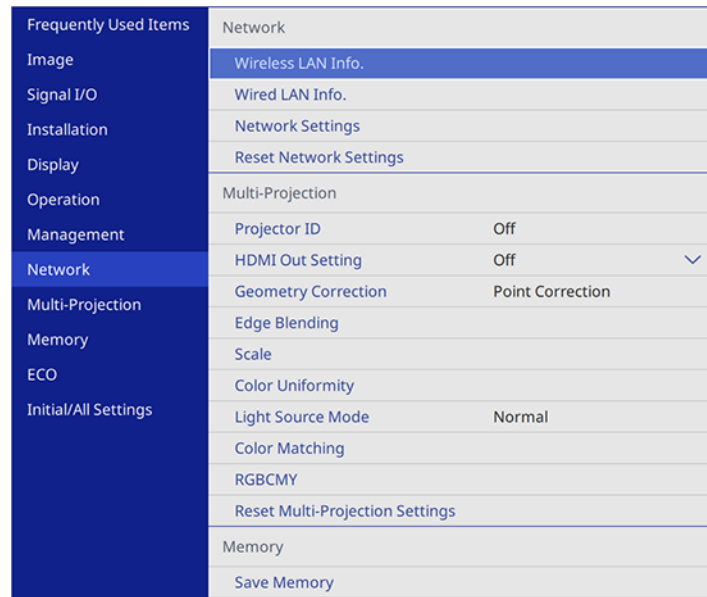 Frequently Used Items
Image
Signal I/O
Installation
Display
Operation
Management
Network
Multi-Projection
Memory
ECO
Initial/All Settings
Network
Wireless LAN Info.
Wired LAN Info.
Network Settings
Reset Network Settings
Multi-Projection
Projector ID Off
HDMI Out Setting Off
Geometry Correction Point Correction
Edge Blending
Scale
Color Uniformity
Light Source Mode Normal
Color Matching
RGBCMY
Reset Multi-Projection Settings
Memory
Save Memory